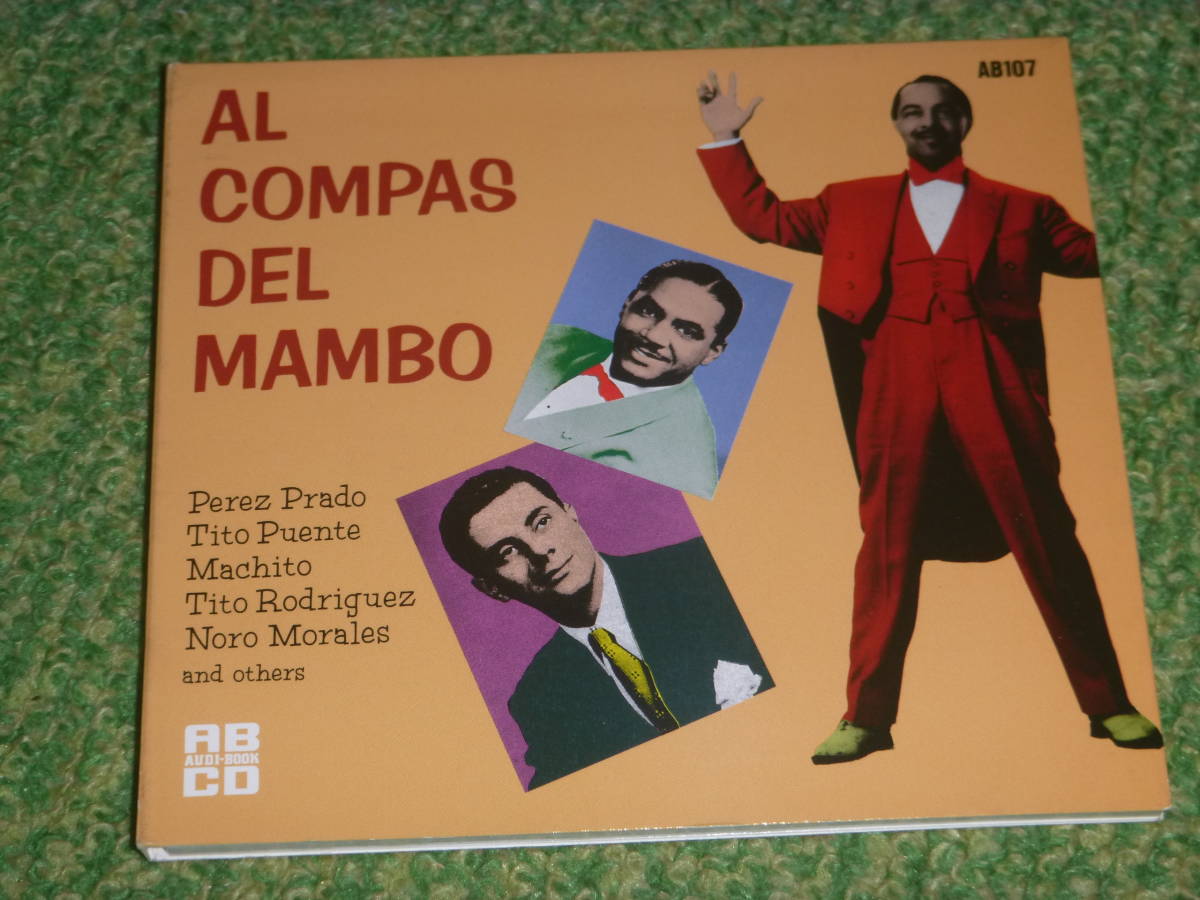 AL
COMPAS
DEL
MAMBO
AB107
Perez Prado
Tito Puente
Machito
Tito Rodriguez
Noro Morales
and others
AB
AUDI-BOOK
CD